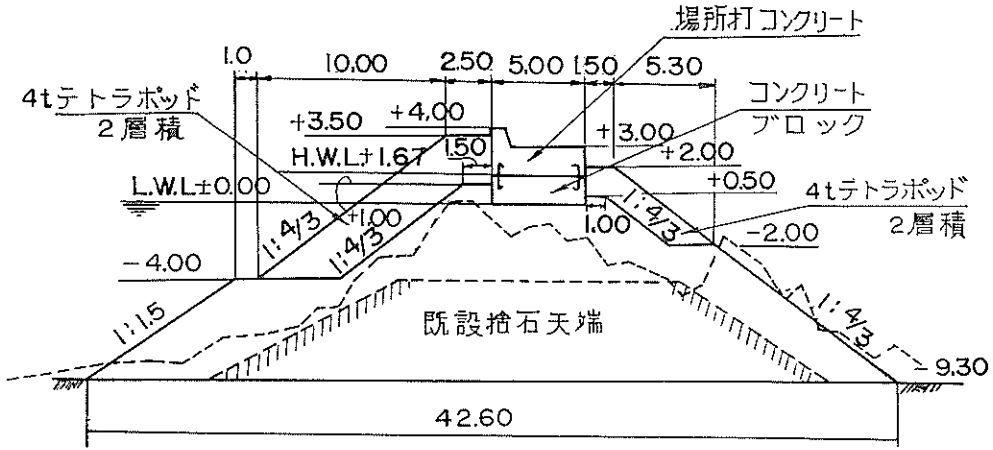 場所打コンクリート
1.0
10.00
2.50
5.00
1.50
5.30
4tテトラポッド
2層積
コンクリート
ブロック
+3.50
+4.00
+3.00
H.W.L+1.67
1.50
+2.00
L.W.L±0.00
+0.50
4tテトラポッド
2層積
+1.00
1.00
1:4/3
1:4/3
1:4/3
-2.00
-4.00
1:1.5
既設捨石天端
1:4/3
-9.30
42.60